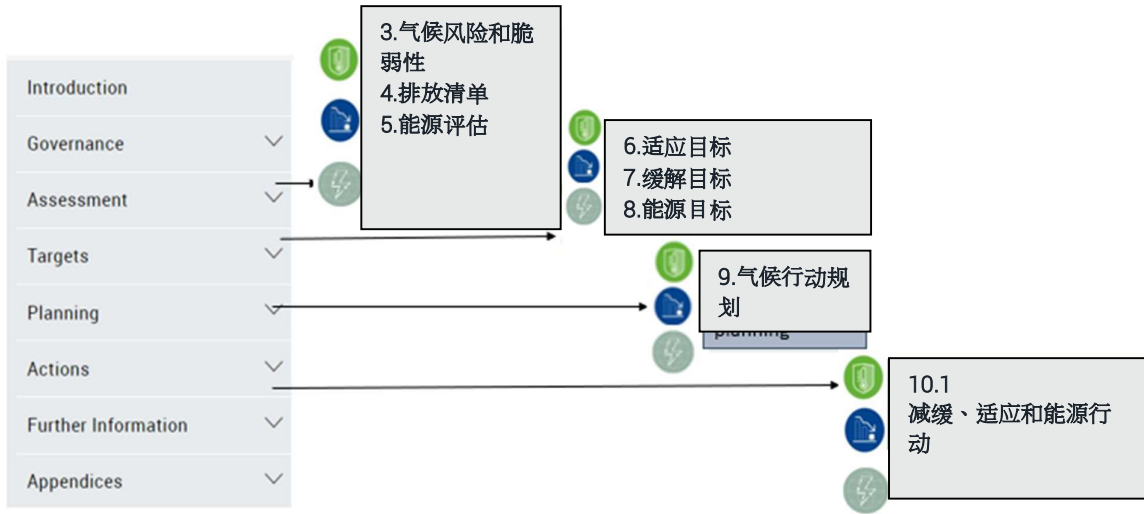 Introduction
Governance
Assessment
Targets
Planning
Actions
Further Information
Appendices
3.气候风险和脆
弱性
4.排放清单
5.能源评估
6.适应目标
7.缓解目标
8.能源目标
9.气候行动规
划
planning
10.1
减缓、适应和能源行
动